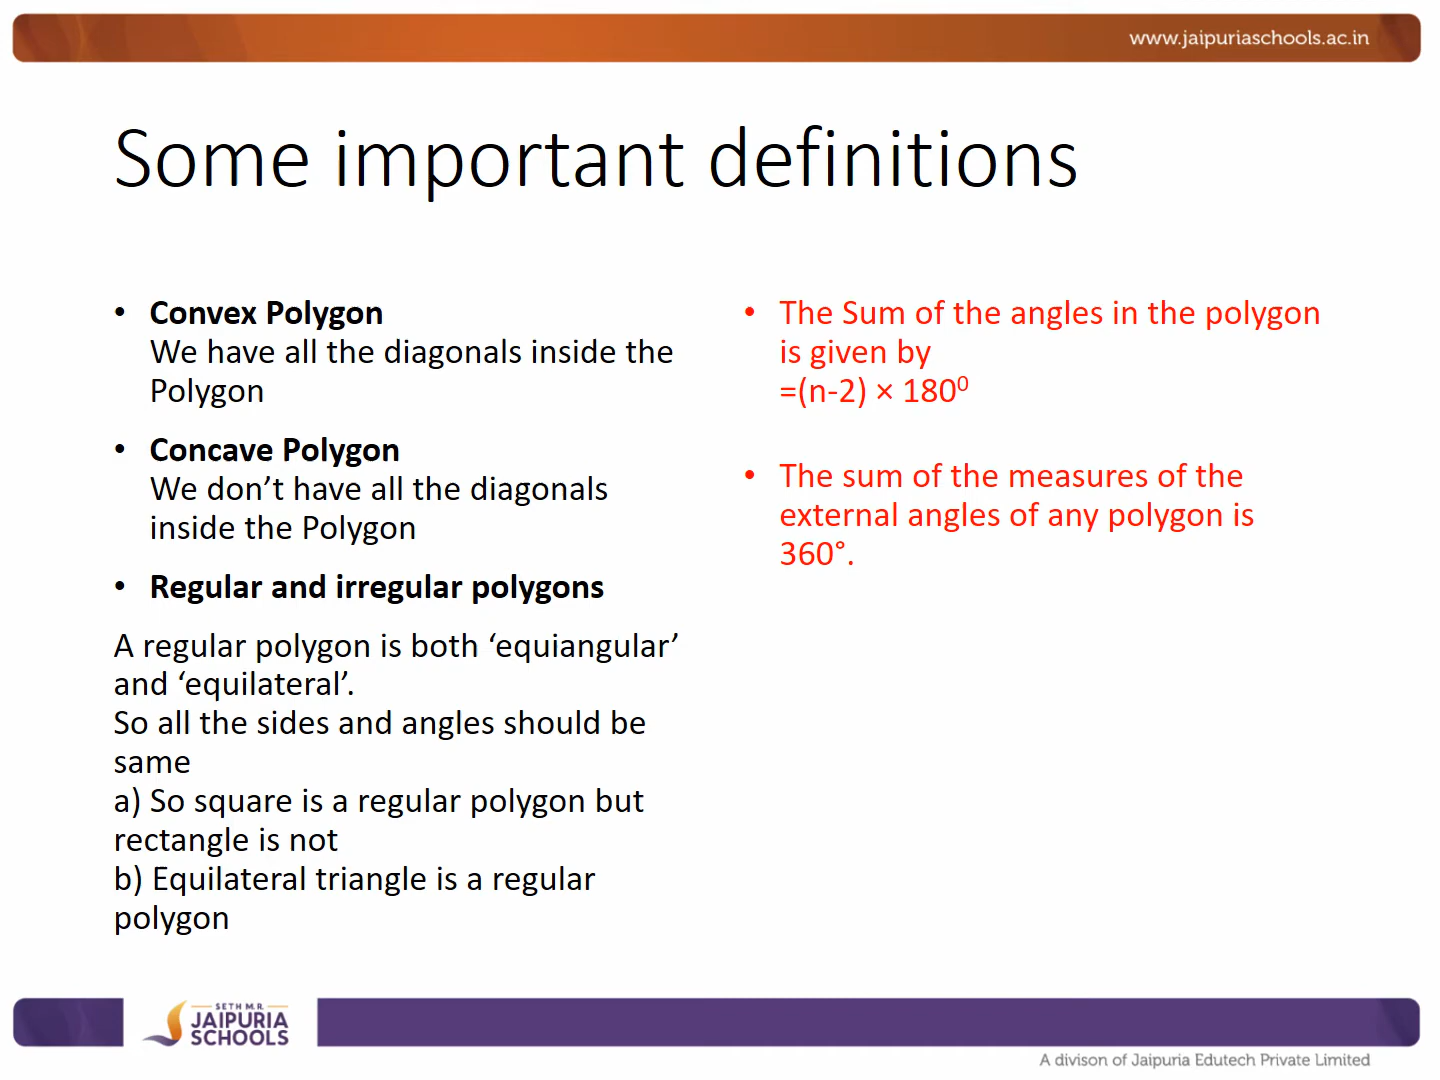 www.jaipuriaschools.ac.in
Some important definitions
• Convex Polygon
We have all the diagonals inside the
Polygon
• Concave Polygon
We don’t have all the diagonals
inside the Polygon
• Regular and irregular polygons
A regular polygon is both ‘equiangular’
and ‘equilateral’.
So all the sides and angles should be
same
a) So square is a regular polygon but
rectangle is not
b) Equilateral triangle is a regular
polygon
• The Sum of the angles in the polygon
is given by
=(n-2) × 180⁰
• The sum of the measures of the
external angles of any polygon is
360°.
SETH M.R.
JAIPURIA
SCHOOLS
A divison of Jaipuria Edutech Private Limited